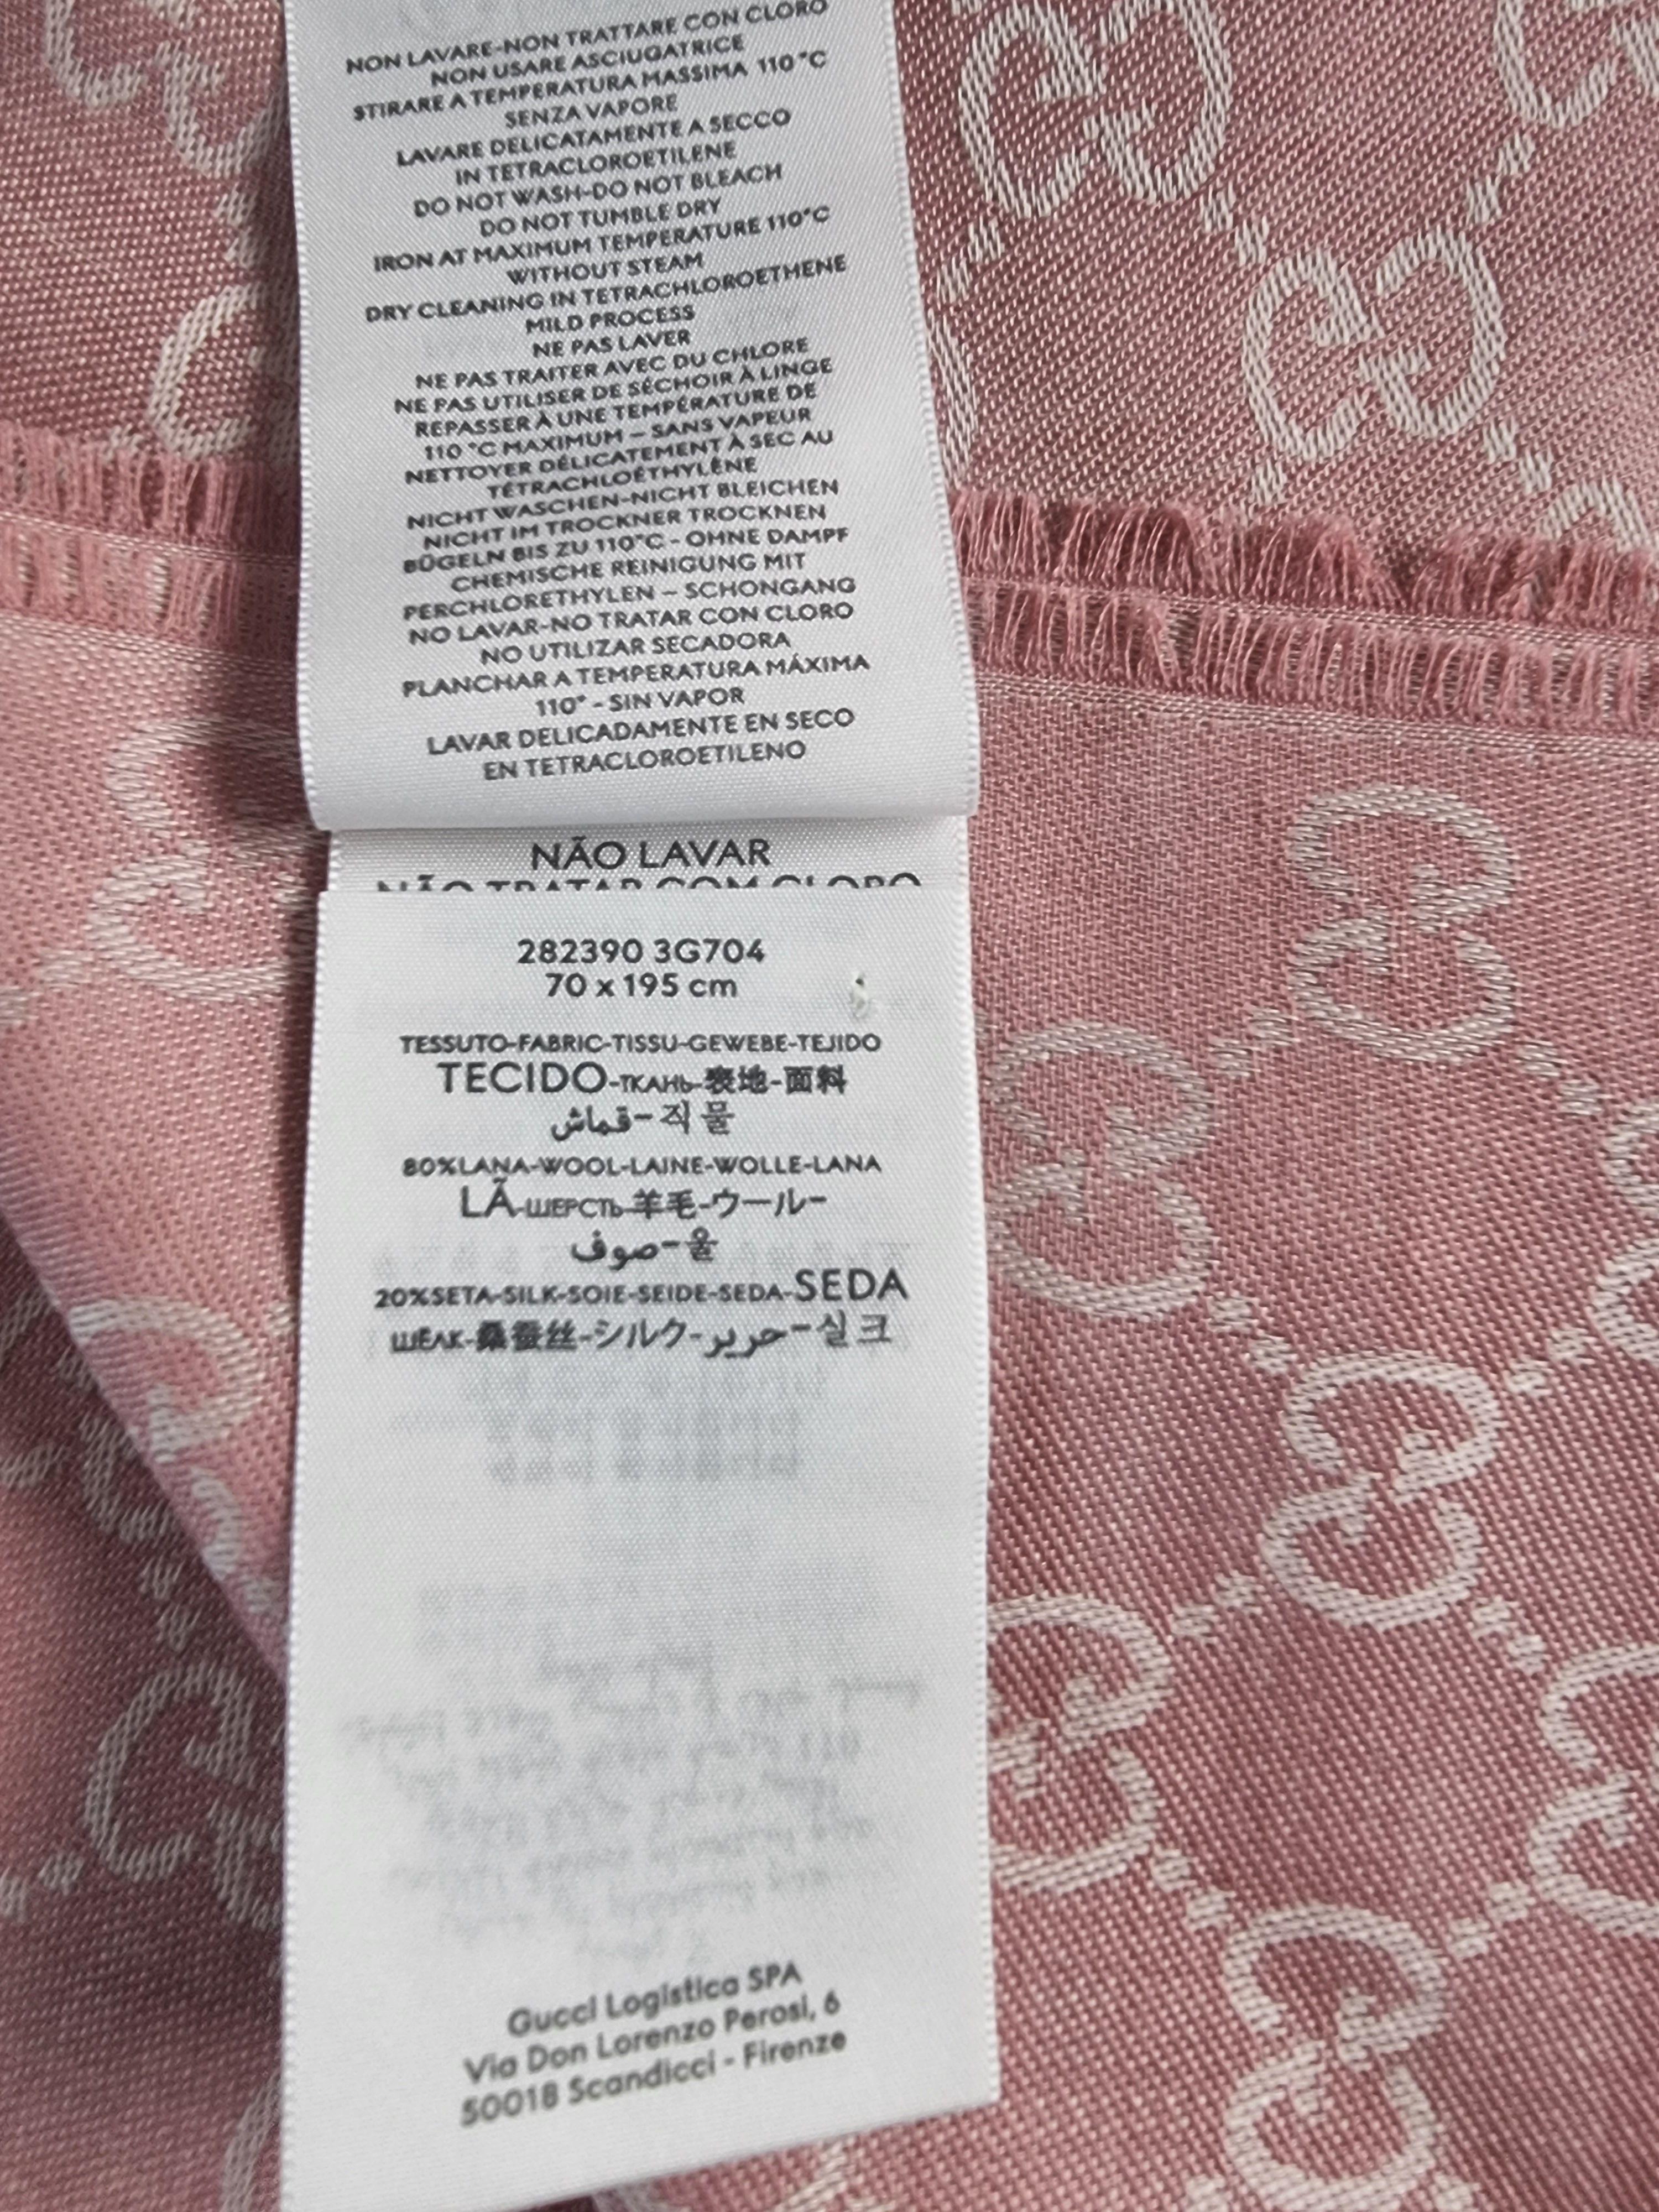 NON LAVARE-NON TRATTARE CON CLORO
NON USARE ASCIUGATRICE
STIRARE A TEMPERATURA MASSIMA 110°C
SENZA VAPORE
LAVARE DELICATAMENTE A SECCO
IN TETRACLOROETILENE
DO NOT WASH-DO NOT BLEACH
DO NOT TUMBLE DRY
IRON AT MAXIMUM TEMPERATURE 110°C
WITHOUT STEAM
DRY CLEANING IN TETRACHLOROETHENE
MILD PROCESS
NE PAS LAVER
NE PAS TRAITER AVEC DU CHLORE
NE PAS UTILISER DE SÉCHOIR À LINGE
REPASSER À UNE TEMPÉRATURE DE
110 °C MAXIMUM – SANS VAPEUR
NETTOYER DÉLICATEMENT À SEC AU
TÉTRACHLOÉTHYLÈNE
NICHT WASCHEN-NICHT BLEICHEN
NICHT IM TROCKNER TROCKNEN
BÜGELN BIS ZU 110°C - OHNE DAMPF
CHEMISCHE REINIGUNG MIT
PERCHLORETHYLEN – SCHONGANG
NO LAVAR-NO TRATAR CON CLORO
NO UTILIZAR SECADORA
PLANCHAR A TEMPERATURA MÁXIMA
110° - SIN VAPOR
LAVAR DELICADAMENTE EN SECO
EN TETRACLOROETILENO
NÃO LAVAR
NÃO TRATAR COM CLORO
282390 3G704
70 x 195 cm
TESSUTO-FABRIC-TISSU-GEWEBE-TEJIDO
TECIDO-ТКАНЬ-表地-面料
قماش-직물
80%LANA-WOOL-LAINE-WOLLE-LANA
LÃ-ШЕРСТЬ-羊毛-ウール-
صوف-울
20%SETA-SILK-SOIE-SEIDE-SEDA-SEDA
ШЁЛК-桑蚕丝-シルク-حرير-실크
Gucci Logistica SPA
Via Don Lorenzo Perosi, 6
50018 Scandicci - Firenze